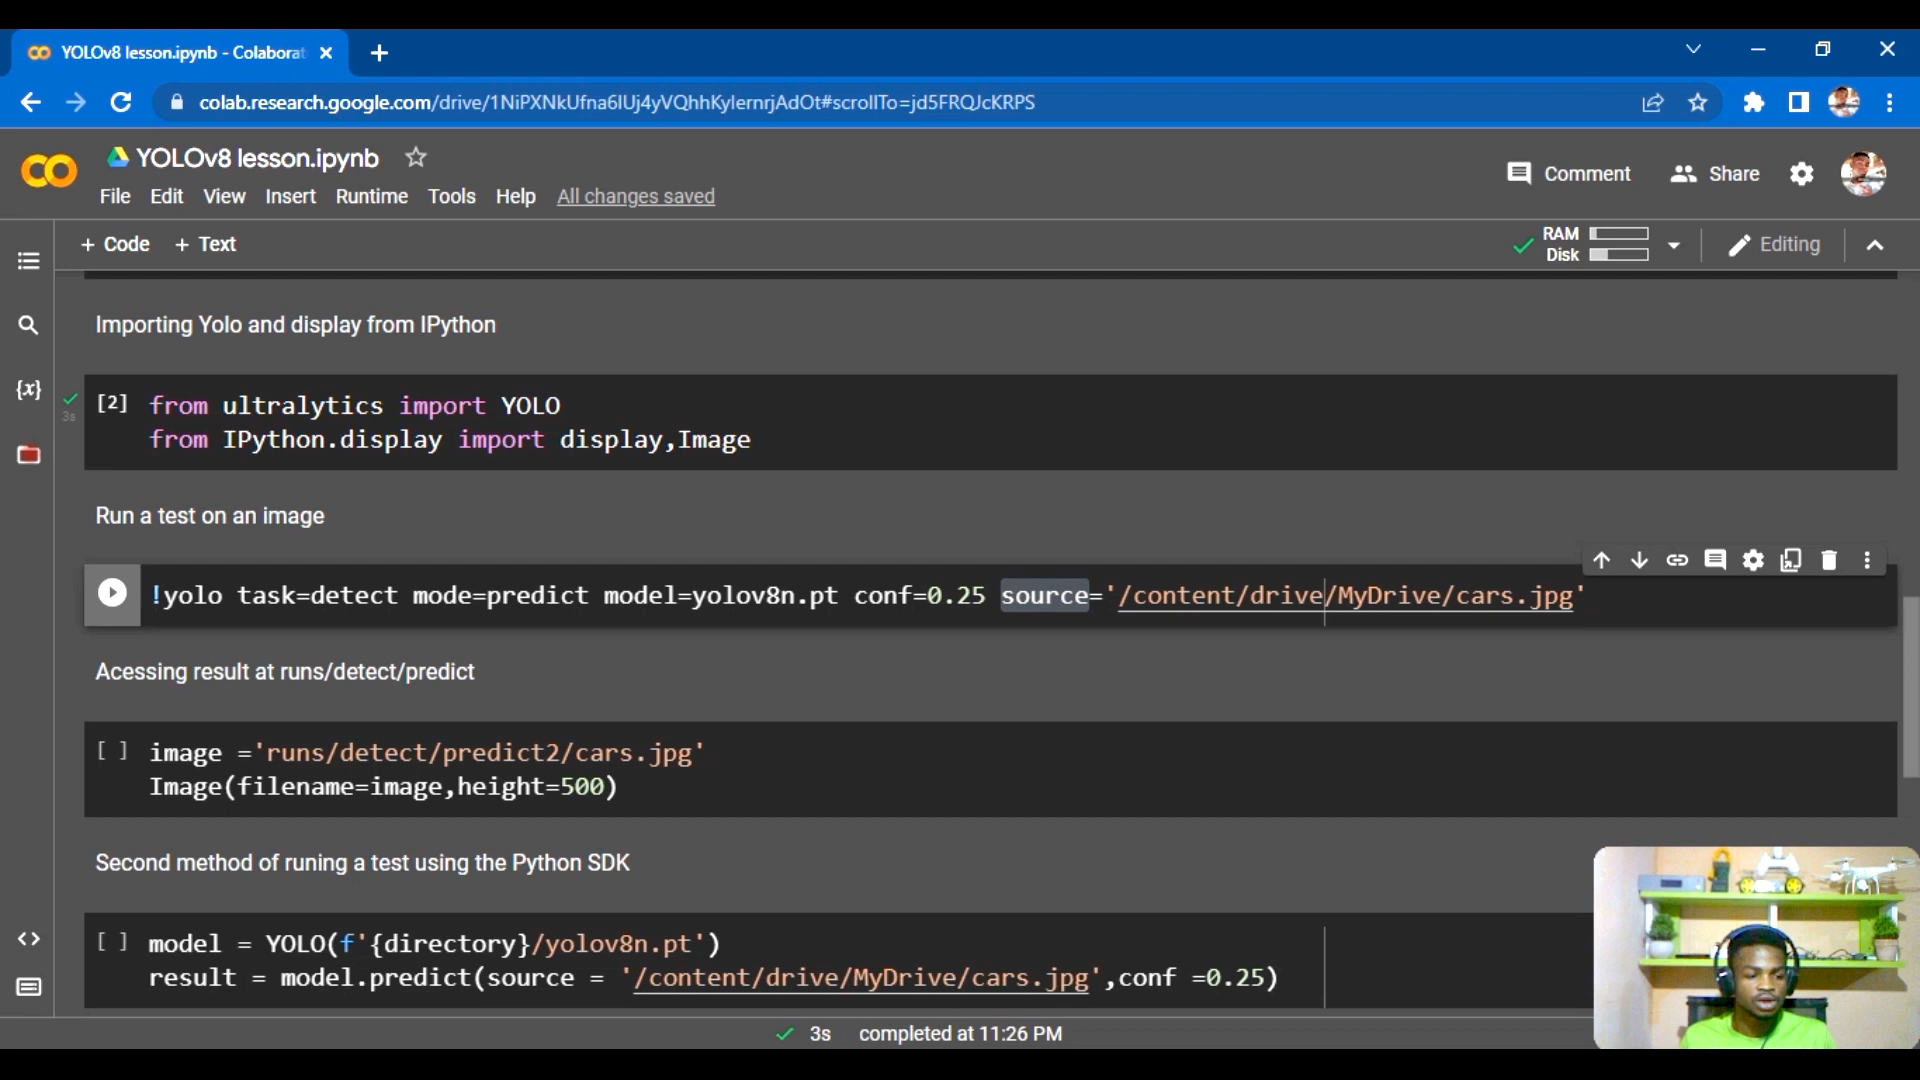 YOLOv8 lesson.ipynb - Colaborat
colab.research.google.com/drive/1NiPXNkUfna6IUj4yVQhhKylernrjAdOt#scrollTo=jd5FRQJcKRPS
YOLOv8 lesson.ipynb
Comment
Share
File Edit View Insert Runtime Tools Help All changes saved
+ Code + Text
RAM
Disk
Editing
Importing Yolo and display from IPython
[2] from ultralytics import YOLO
3s
from IPython.display import display,Image
Run a test on an image
!yolo task=detect mode=predict model=yolov8n.pt conf=0.25 source='/content/drive/MyDrive/cars.jpg'
Acessing result at runs/detect/predict
[ ] image ='runs/detect/predict2/cars.jpg'
Image(filename=image,height=500)
Second method of runing a test using the Python SDK
[ ] model = YOLO(f'{directory}/yolov8n.pt')
result = model.predict(source = '/content/drive/MyDrive/cars.jpg',conf =0.25)
3s completed at 11:26 PM